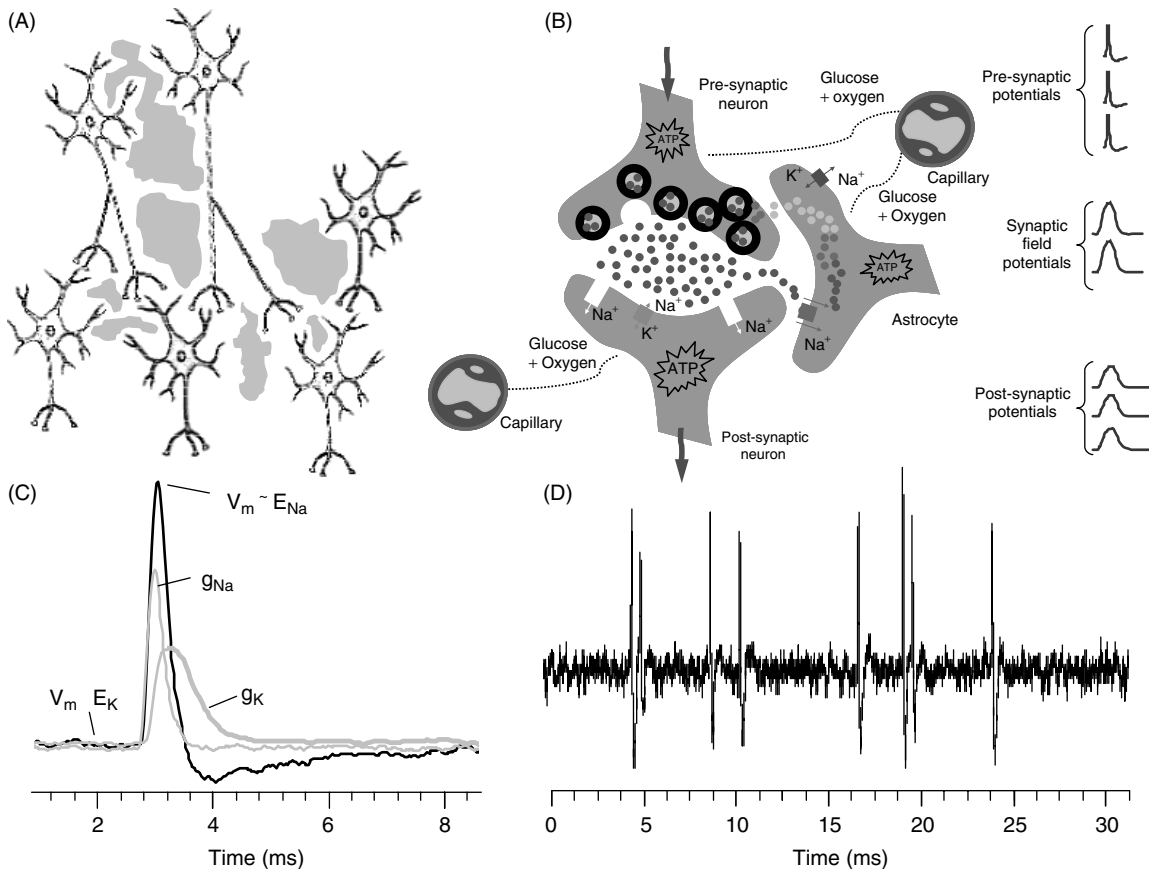 (A)
(B)
Pre-synaptic
neuron
Glucose
+ oxygen
ATP
Capillary
K+
Na+
Glucose
+ Oxygen
ATP
Astrocyte
Na+
Na+
Na+
K+
Na+
Glucose
+ Oxygen
ATP
Capillary
Post-synaptic
neuron
Pre-synaptic
potentials
Synaptic
field
potentials
Post-synaptic
potentials
(C)
Vm ~ ENa
gNa
gK
Vm EK
2 4 6 8
Time (ms)
(D)
0 5 10 15 20 25 30
Time (ms)